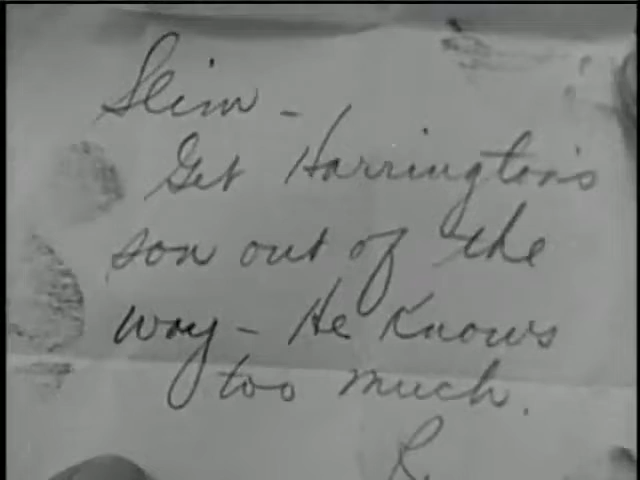 Slim -
Get Harrington's
son out of the
way - He Knows
too much.
R.